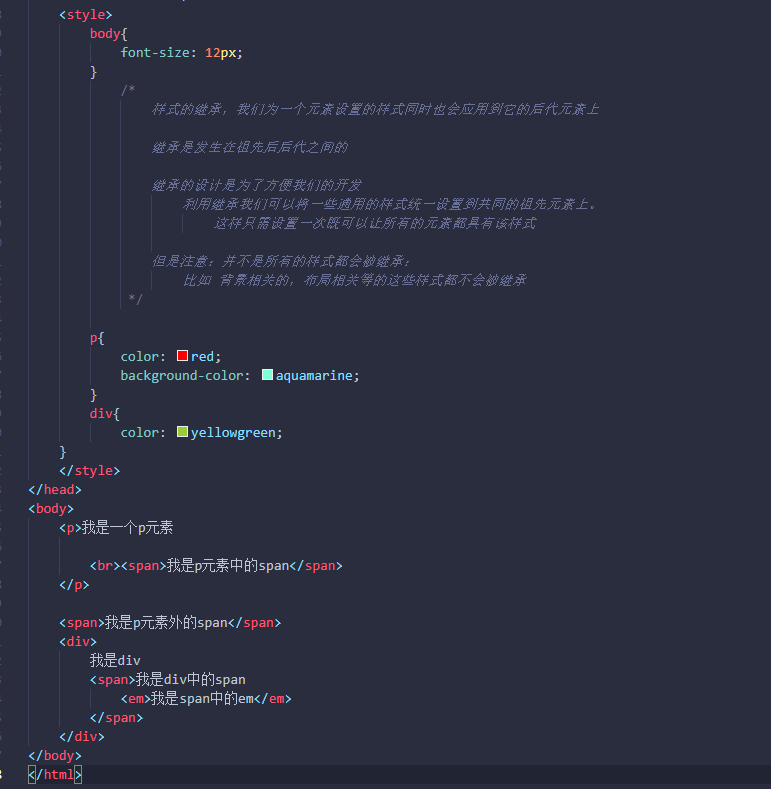 <style>
body{
font-size: 12px;
}
/*
样式的继承，我们为一个元素设置的样式同时也会应用到它的后代元素上
继承是发生在祖先后后代之间的
继承的设计是为了方便我们的开发
利用继承我们可以将一些通用的样式统一设置到共同的祖先元素上。
这样只需设置一次既可以让所有的元素都具有该样式
但是注意：并不是所有的样式都会被继承：
比如 背景相关的，布局相关等的这些样式都不会被继承
*/
p{
color: red;
background-color: aquamarine;
}
div{
color: yellowgreen;
}
</style>
</head>
<body>
<p>我是一个p元素
<br><span>我是p元素中的span</span>
</p>
<span>我是p元素外的span</span>
<div>
我是div
<span>我是div中的span
<em>我是span中的em</em>
</span>
</div>
</body>
</html>